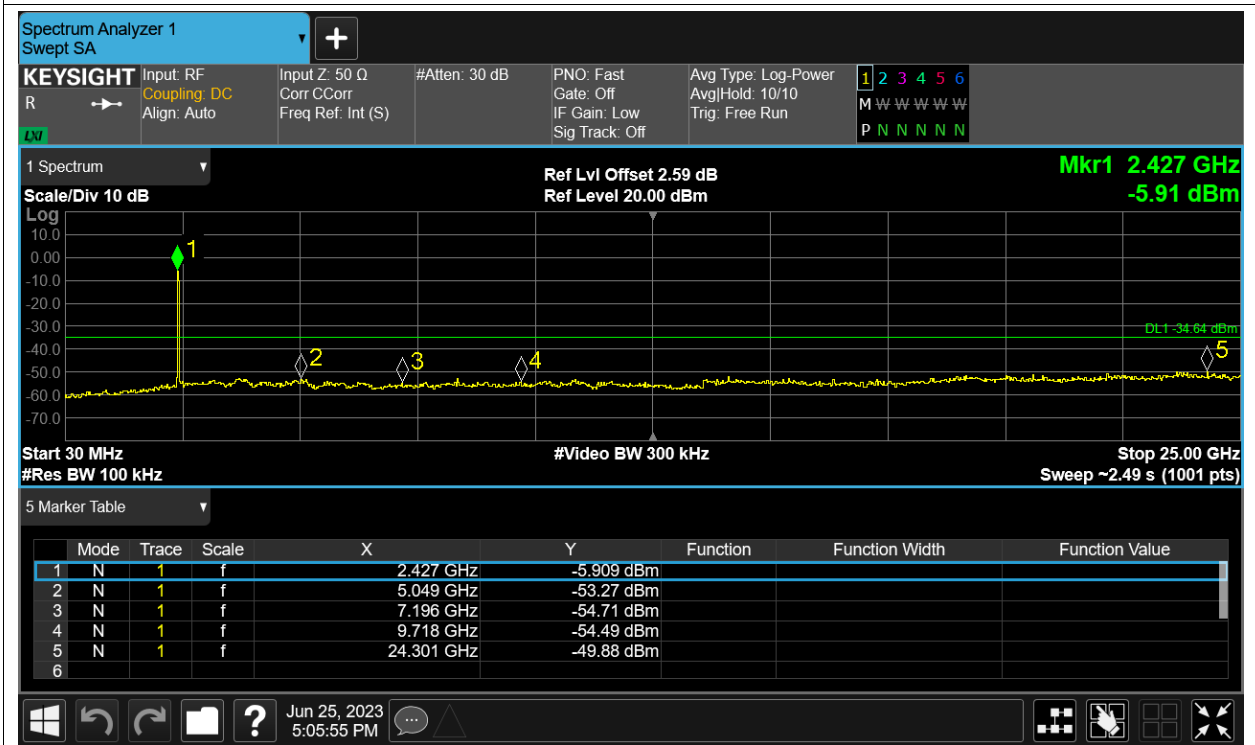 Spectrum Analyzer 1
Swept SA
+
KEYSIGHT Input: RF Input Z: 50 Ω #Atten: 30 dB PNO: Fast Avg Type: Log-Power 1 2 3 4 5 6
R Coupling: DC Corr CCorr Gate: Off Avg|Hold: 10/10 M W W W W W
Align: Auto Freq Ref: Int (S) IF Gain: Low Trig: Free Run
LXI Sig Track: Off P N N N N N
1 Spectrum Ref Lvl Offset 2.59 dB Mkr1 2.427 GHz
Scale/Div 10 dB Ref Level 20.00 dBm -5.91 dBm
Log
10.0 1
0.00
-10.0
-20.0
-30.0 DL1 -34.64 dBm
-40.0 2 3 4 5
-50.0
-60.0
-70.0
Start 30 MHz #Video BW 300 kHz Stop 25.00 GHz
#Res BW 100 kHz Sweep ~2.49 s (1001 pts)
5 Marker Table
Mode Trace Scale X Y Function Function Width Function Value
1 N 1 f 2.427 GHz -5.909 dBm
2 N 1 f 5.049 GHz -53.27 dBm
3 N 1 f 7.196 GHz -54.71 dBm
4 N 1 f 9.718 GHz -54.49 dBm
5 N 1 f 24.301 GHz -49.88 dBm
6
? Jun 25, 2023
5:05:55 PM